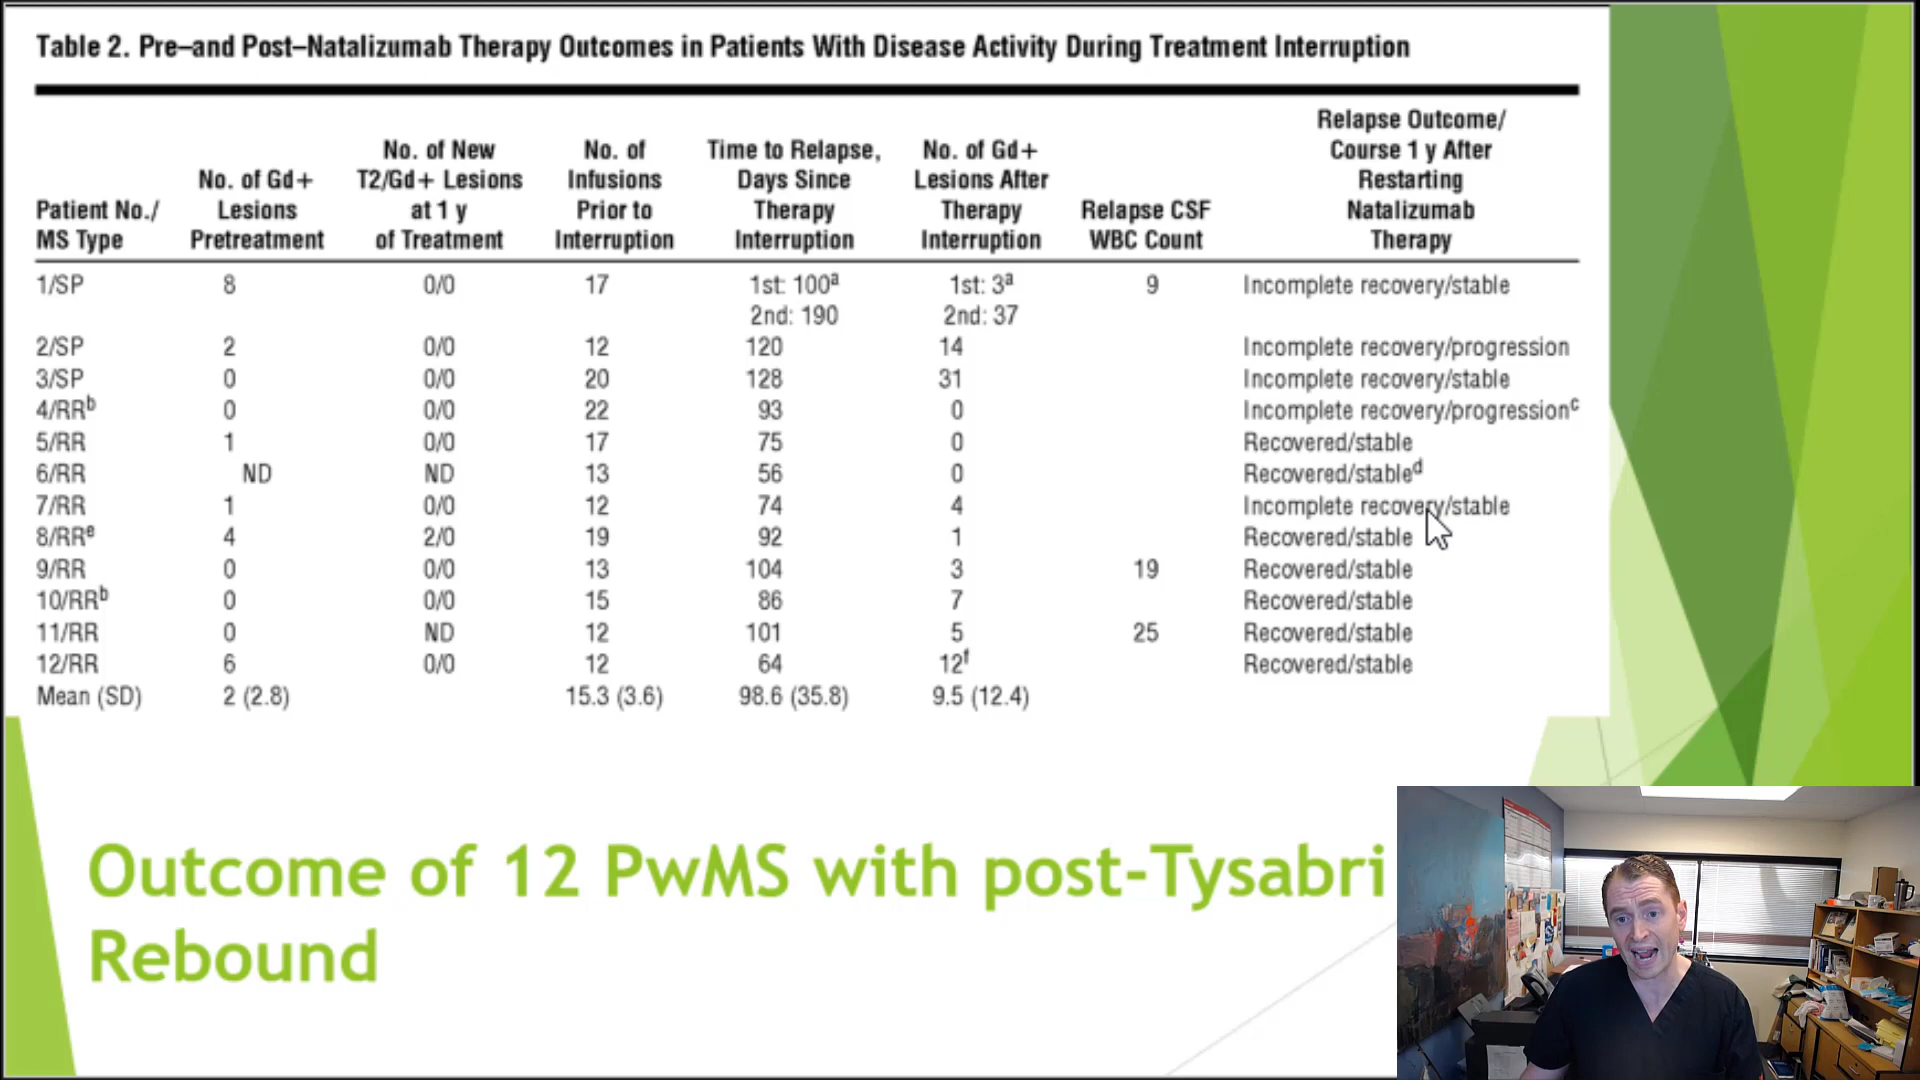 Table 2. Pre–and Post–Natalizumab Therapy Outcomes in Patients With Disease Activity During Treatment Interruption
Patient No./ MS Type | No. of Gd+ Lesions Pretreatment | No. of New T2/Gd+ Lesions at 1 y of Treatment | No. of Infusions Prior to Interruption | Time to Relapse, Days Since Therapy Interruption | No. of Gd+ Lesions After Therapy Interruption | Relapse CSF WBC Count | Relapse Outcome/ Course 1 y After Restarting Natalizumab Therapy
1/SP 8 0/0 17 1st: 100ᵃ 1st: 3ᵃ 9 Incomplete recovery/stable
2nd: 190 2nd: 37
2/SP 2 0/0 12 120 14 Incomplete recovery/progression
3/SP 0 0/0 20 128 31 Incomplete recovery/stable
4/RRᵇ 0 0/0 22 93 0 Incomplete recovery/progressionᶜ
5/RR 1 0/0 17 75 0 Recovered/stable
6/RR ND ND 13 56 0 Recovered/stableᵈ
7/RR 1 0/0 12 74 4 Incomplete recovery/stable
8/RRᵉ 4 2/0 19 92 1 Recovered/stable
9/RR 0 0/0 13 104 3 19 Recovered/stable
10/RRᵇ 0 0/0 15 86 7 Recovered/stable
11/RR 0 ND 12 101 5 25 Recovered/stable
12/RR 6 0/0 12 64 12ᶠ Recovered/stable
Mean (SD) 2 (2.8) 15.3 (3.6) 98.6 (35.8) 9.5 (12.4)
Outcome of 12 PwMS with post-Tysabri
Rebound